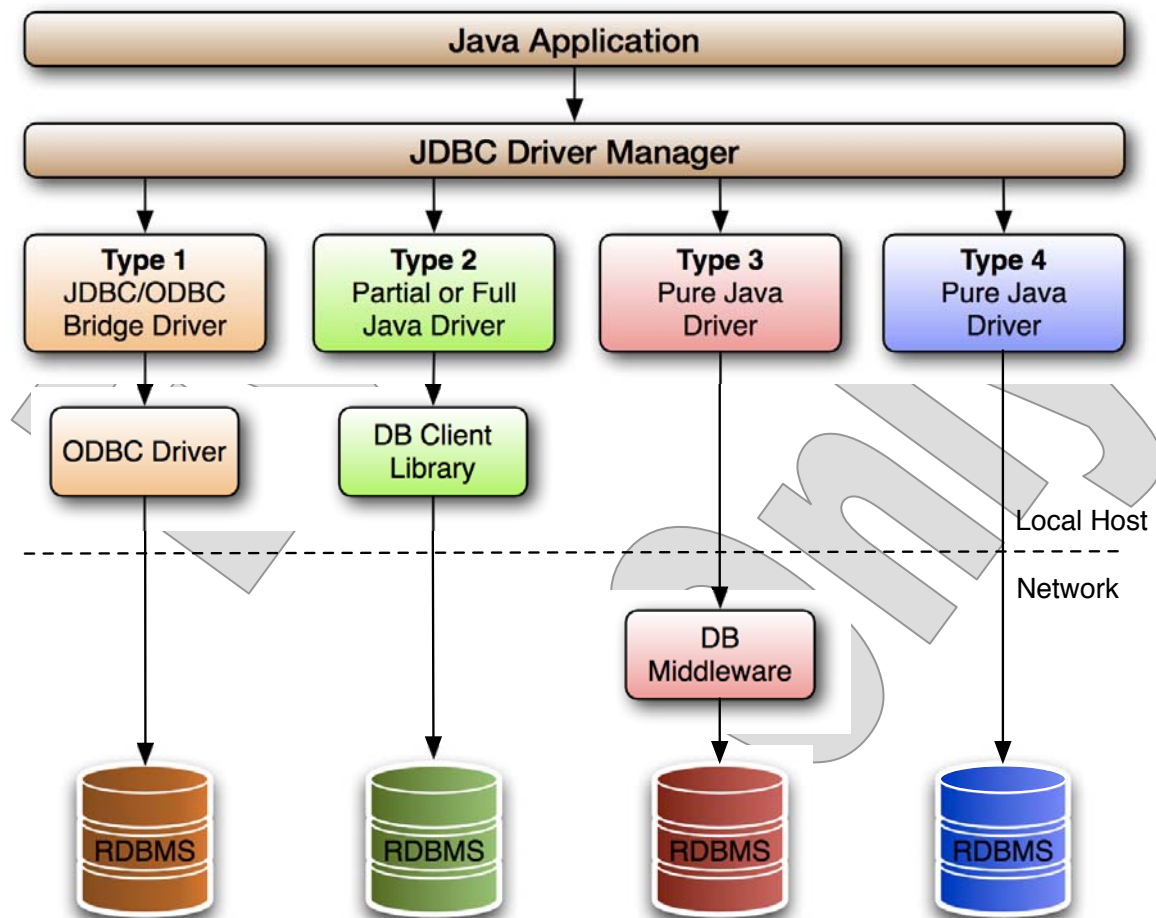 Java Application
JDBC Driver Manager
Type 1
JDBC/ODBC
Bridge Driver
Type 2
Partial or Full
Java Driver
Type 3
Pure Java
Driver
Type 4
Pure Java
Driver
ODBC Driver
DB Client
Library
Local Host
Network
DB
Middleware
RDBMS
RDBMS
RDBMS
RDBMS